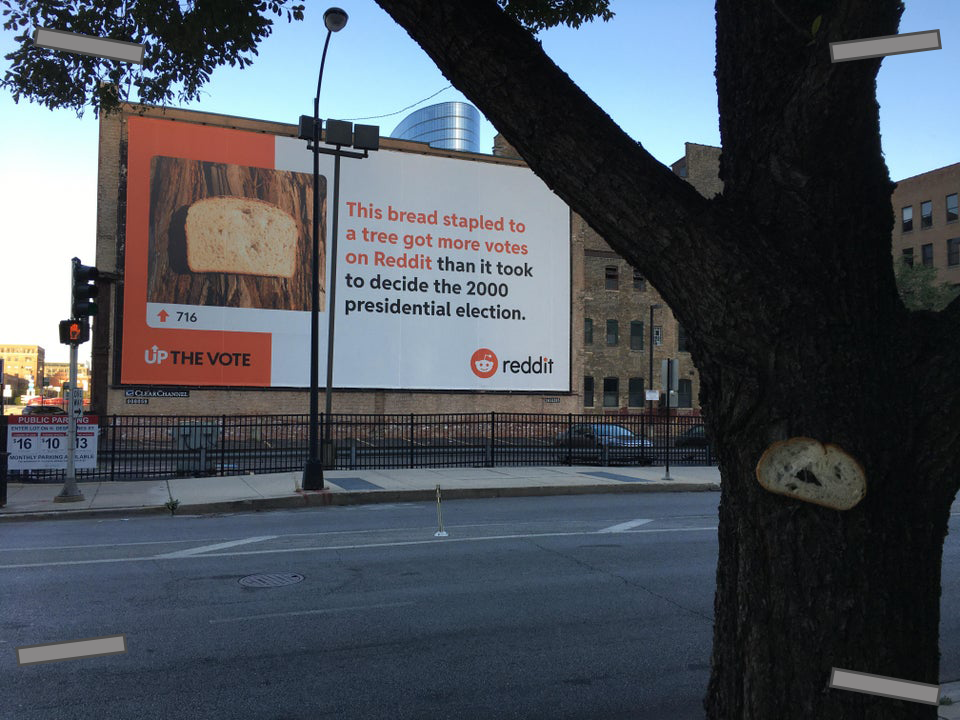 This bread stapled to
a tree got more votes
on Reddit than it took
to decide the 2000
presidential election.
716
UP THE VOTE
reddit
CLEARCHANNEL
PUBLIC PARKING
$16 $10 $13
MONTHLY PARKING AVAILABLE